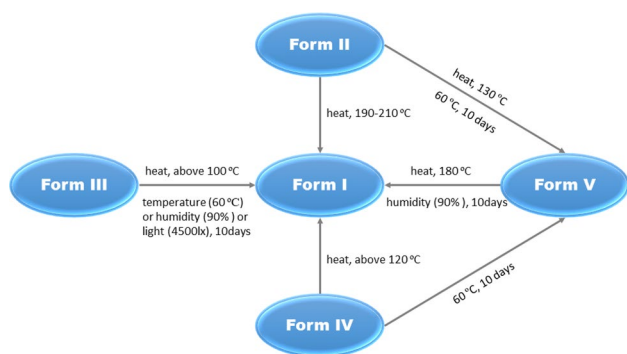 Form II
heat, 130 ℃
60 ℃, 10 days
heat, 190-210 ℃
heat, above 100 ℃
heat, 180 ℃
Form III
Form I
Form V
temperature (60 ℃)
or humidity (90%) or
light (4500lx), 10days
humidity (90% ), 10days
heat, above 120 ℃
60 ℃, 10 days
Form IV